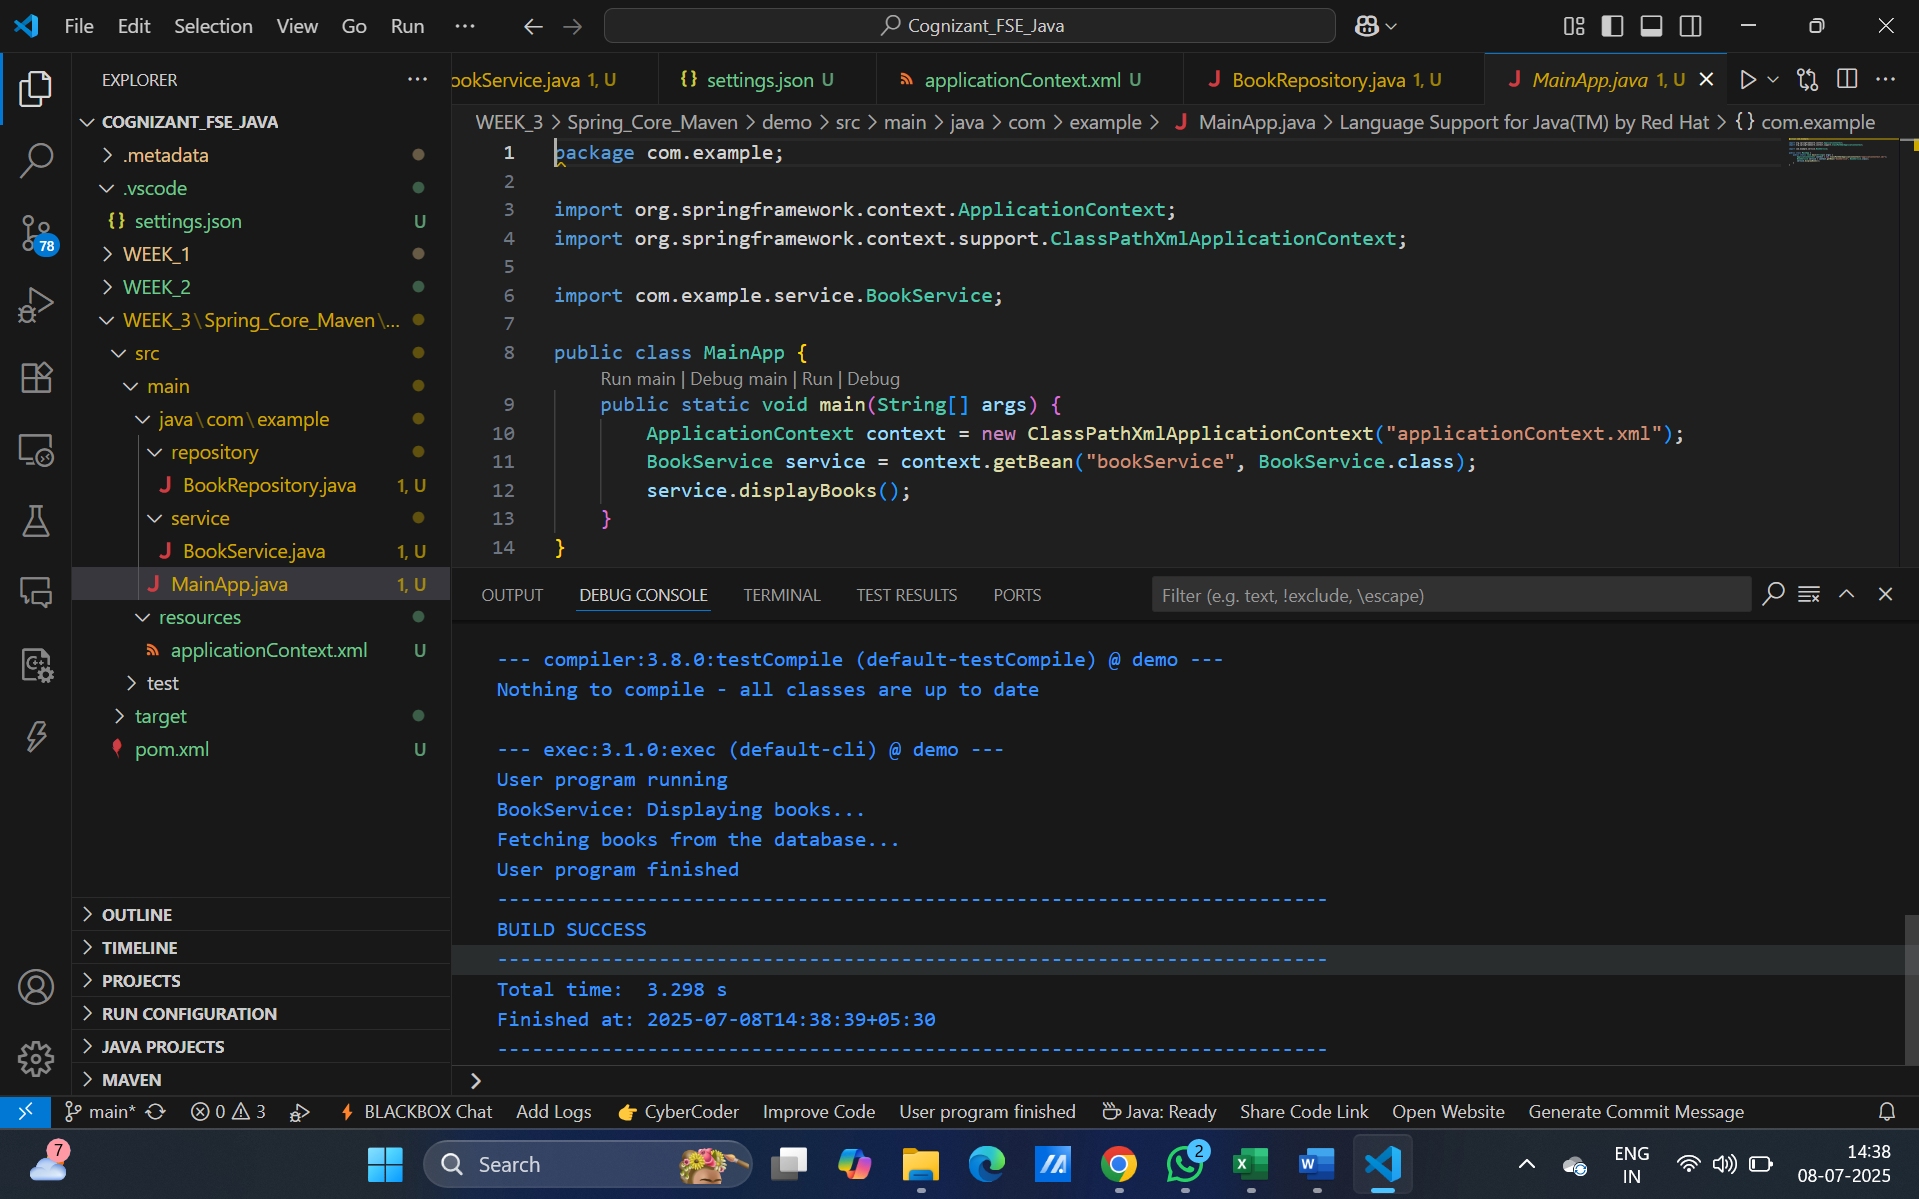 File Edit Selection View Go Run ··· Cognizant_FSE_Java
EXPLORER ···
COGNIZANT_FSE_JAVA
.metadata
.vscode
{} settings.json U
WEEK_1
WEEK_2
WEEK_3\Spring_Core_Maven\...
src
main
java\com\example
repository
J BookRepository.java 1, U
service
J BookService.java 1, U
J MainApp.java 1, U
resources
applicationContext.xml U
test
target
pom.xml U
OUTLINE
TIMELINE
PROJECTS
RUN CONFIGURATION
JAVA PROJECTS
MAVEN
78
ookService.java 1, U {} settings.json U applicationContext.xml U J BookRepository.java 1, U J MainApp.java 1, U
WEEK_3 > Spring_Core_Maven > demo > src > main > java > com > example > J MainApp.java > Language Support for Java(TM) by Red Hat > {} com.example
1 package com.example;
2
3 import org.springframework.context.ApplicationContext;
4 import org.springframework.context.support.ClassPathXmlApplicationContext;
5
6 import com.example.service.BookService;
7
8 public class MainApp {
Run main | Debug main | Run | Debug
9 public static void main(String[] args) {
10 ApplicationContext context = new ClassPathXmlApplicationContext("applicationContext.xml");
11 BookService service = context.getBean("bookService", BookService.class);
12 service.displayBooks();
13 }
14 }
OUTPUT DEBUG CONSOLE TERMINAL TEST RESULTS PORTS Filter (e.g. text, !exclude, \escape)
--- compiler:3.8.0:testCompile (default-testCompile) @ demo ---
Nothing to compile - all classes are up to date
--- exec:3.1.0:exec (default-cli) @ demo ---
User program running
BookService: Displaying books...
Fetching books from the database...
User program finished
------------------------------------------------------------------------
BUILD SUCCESS
------------------------------------------------------------------------
Total time:  3.298 s
Finished at: 2025-07-08T14:38:39+05:30
------------------------------------------------------------------------
>
main* 0 3 BLACKBOX Chat Add Logs CyberCoder Improve Code User program finished Java: Ready Share Code Link Open Website Generate Commit Message
7 Search 2 ENG 14:38
IN 08-07-2025